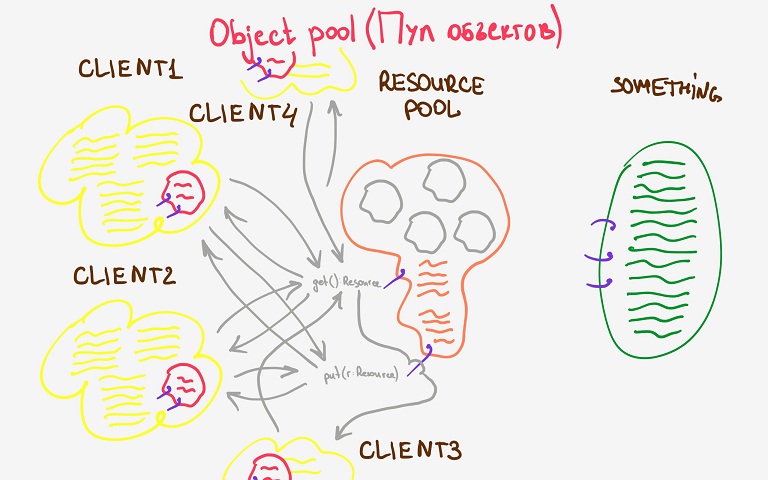 Object pool (Пул объектов)
CLIENT1
CLIENT4
RESOURCE
POOL
SOMETHiNG
CLIENT2
get(): Resource
put(r:Resource)
CLIENT3